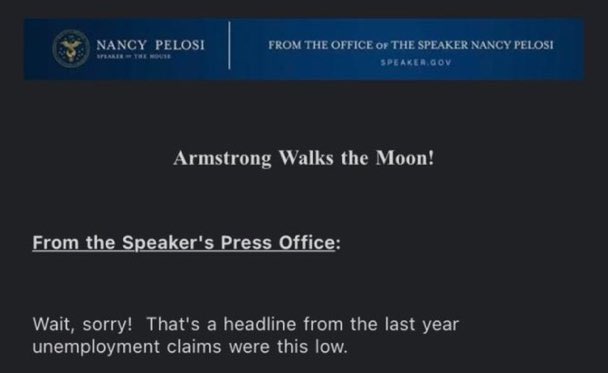 NANCY PELOSI
SPEAKER OF THE HOUSE
FROM THE OFFICE OF THE SPEAKER NANCY PELOSI
SPEAKER.GOV
Armstrong Walks the Moon!
From the Speaker's Press Office:
Wait, sorry! That's a headline from the last year
unemployment claims were this low.